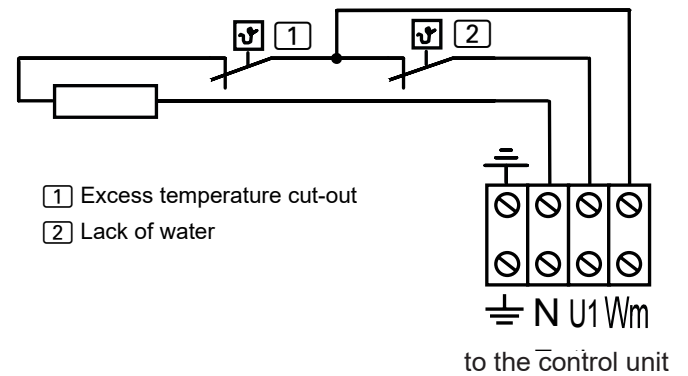 ϑ 1 ϑ 2
1 Excess temperature cut-out
2 Lack of water
N U1 Wm
to the control unit